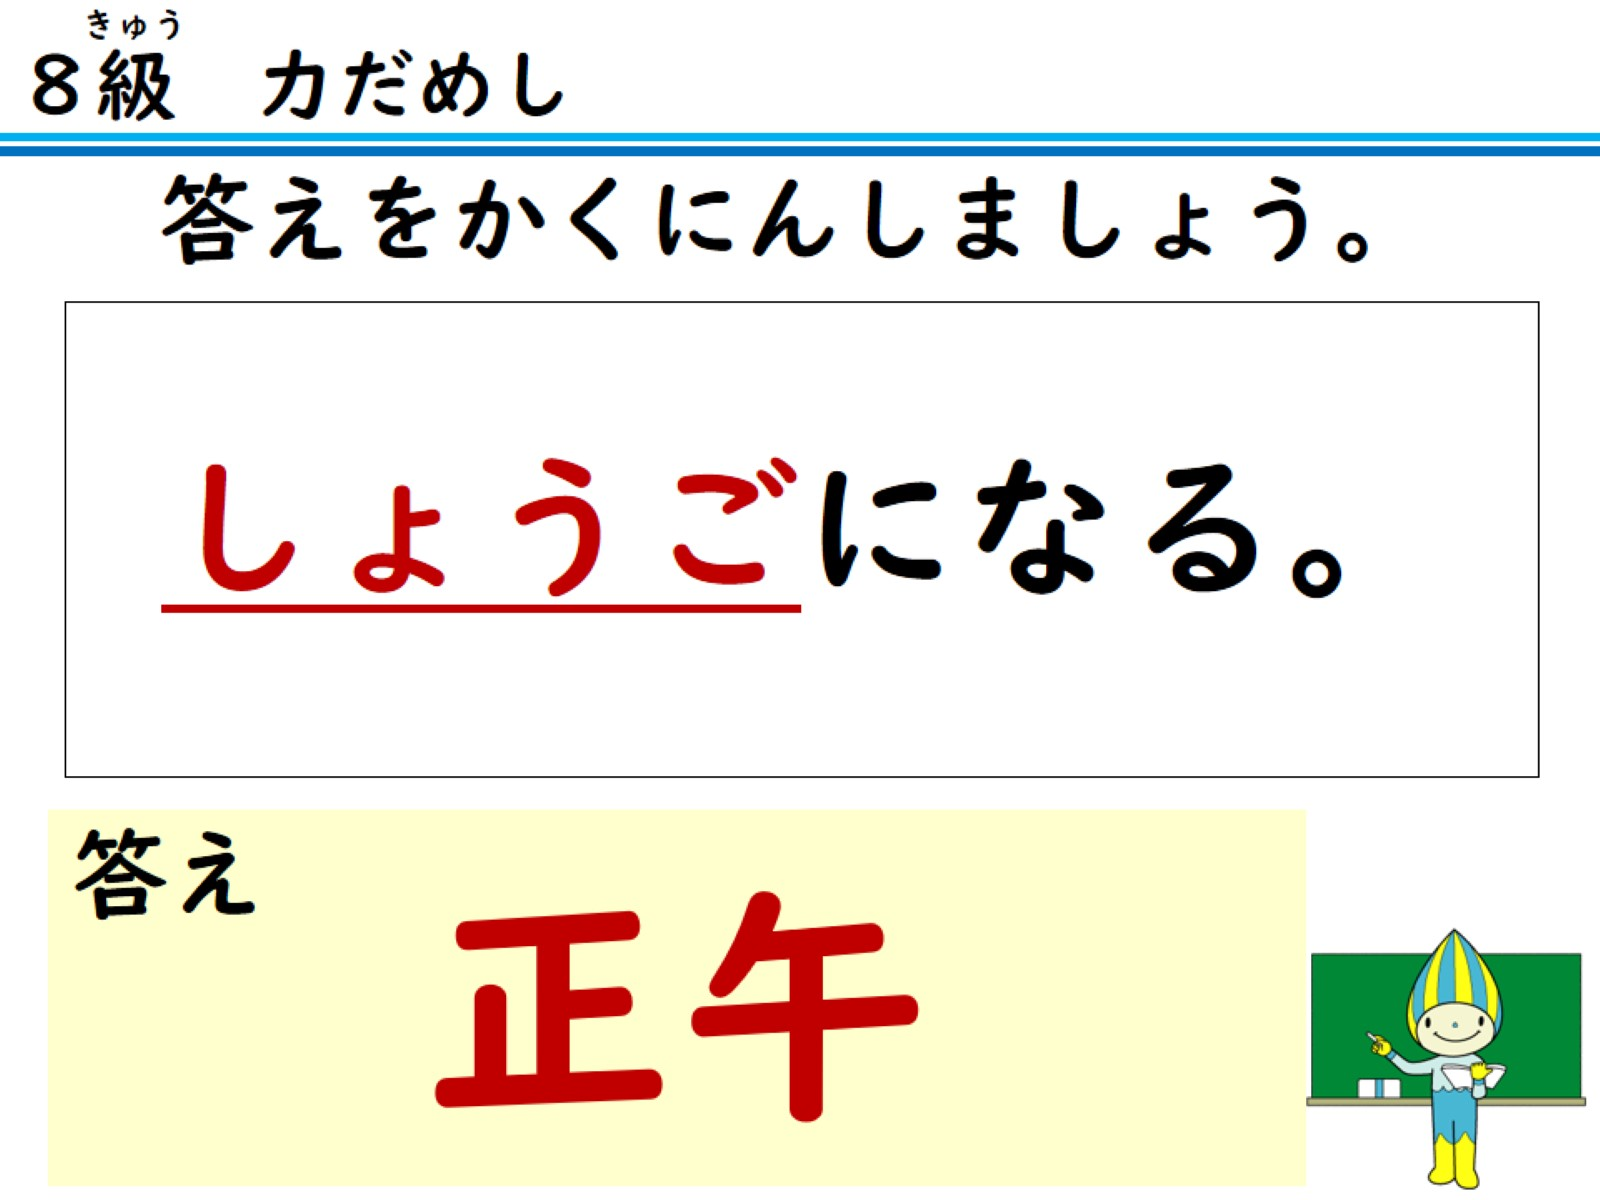 きゅう
8級　力だめし
答えをかくにんしましょう。
しょうごになる。
答え
正午